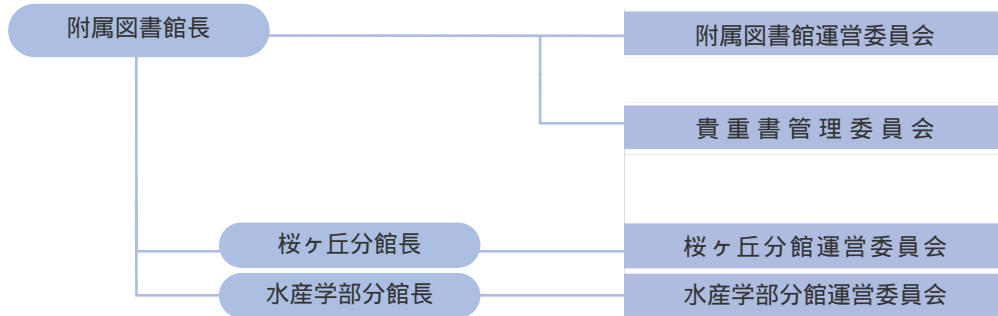 附属図書館長
附属図書館運営委員会
貴重書管理委員会
桜ヶ丘分館長
桜ヶ丘分館運営委員会
水産学部分館長
水産学部分館運営委員会